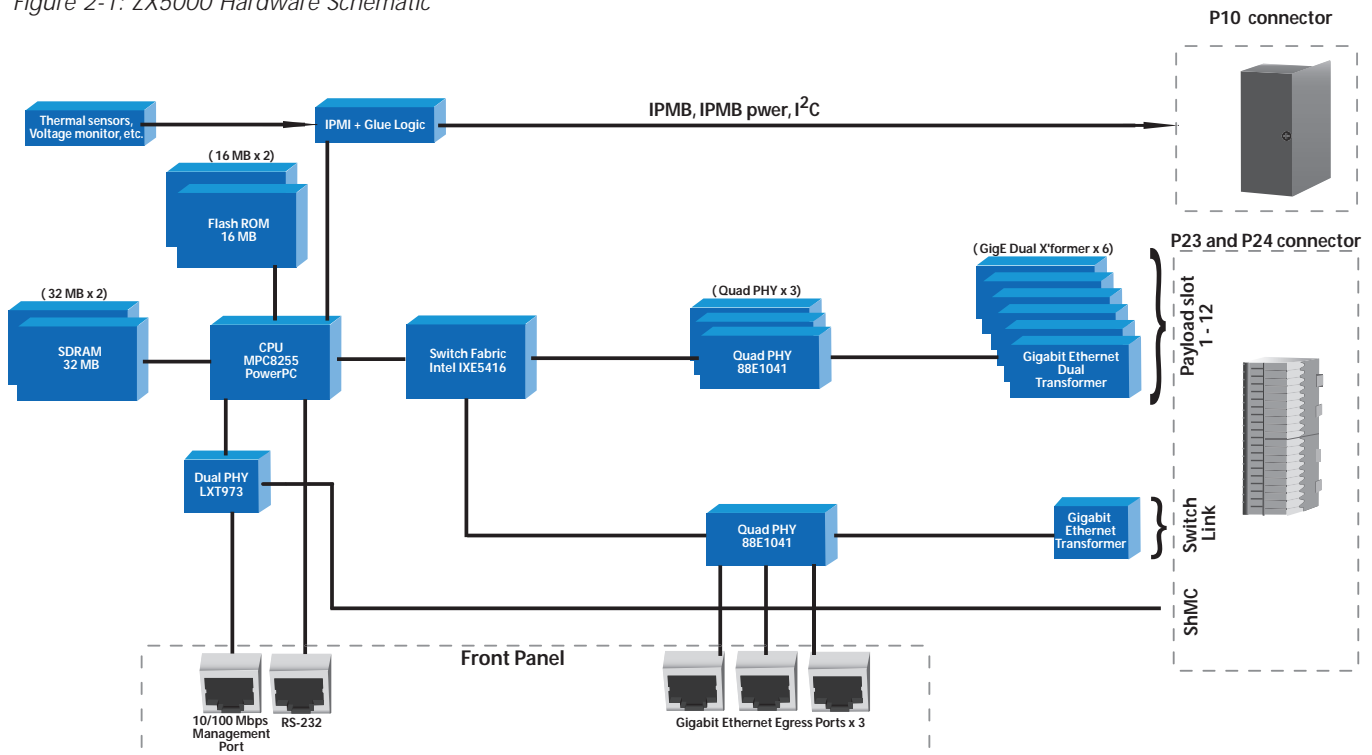 Figure 2-1: ZX5000 Hardware Schematic
P10 connector
Thermal sensors,
Voltage monitor, etc.
IPMI + Glue Logic
IPMB, IPMB pwer, I²C
( 16 MB x 2)
Flash ROM
16 MB
P23 and P24 connector
( GigE Dual X'former x 6)
( 32 MB x 2)
(Quad PHY x 3)
SDRAM
32 MB
CPU
MPC8255
PowerPC
Switch Fabric
Intel IXE5416
Quad PHY
88E1041
Gigabit Ethernet
Dual
Transformer
Payload slot
1 - 12
Dual PHY
LXT973
Quad PHY
88E1041
Gigabit
Ethernet
Transformer
Switch
Link
ShMC
Front Panel
10/100 Mbps
Management
Port
RS-232
Gigabit Ethernet Egress Ports x 3